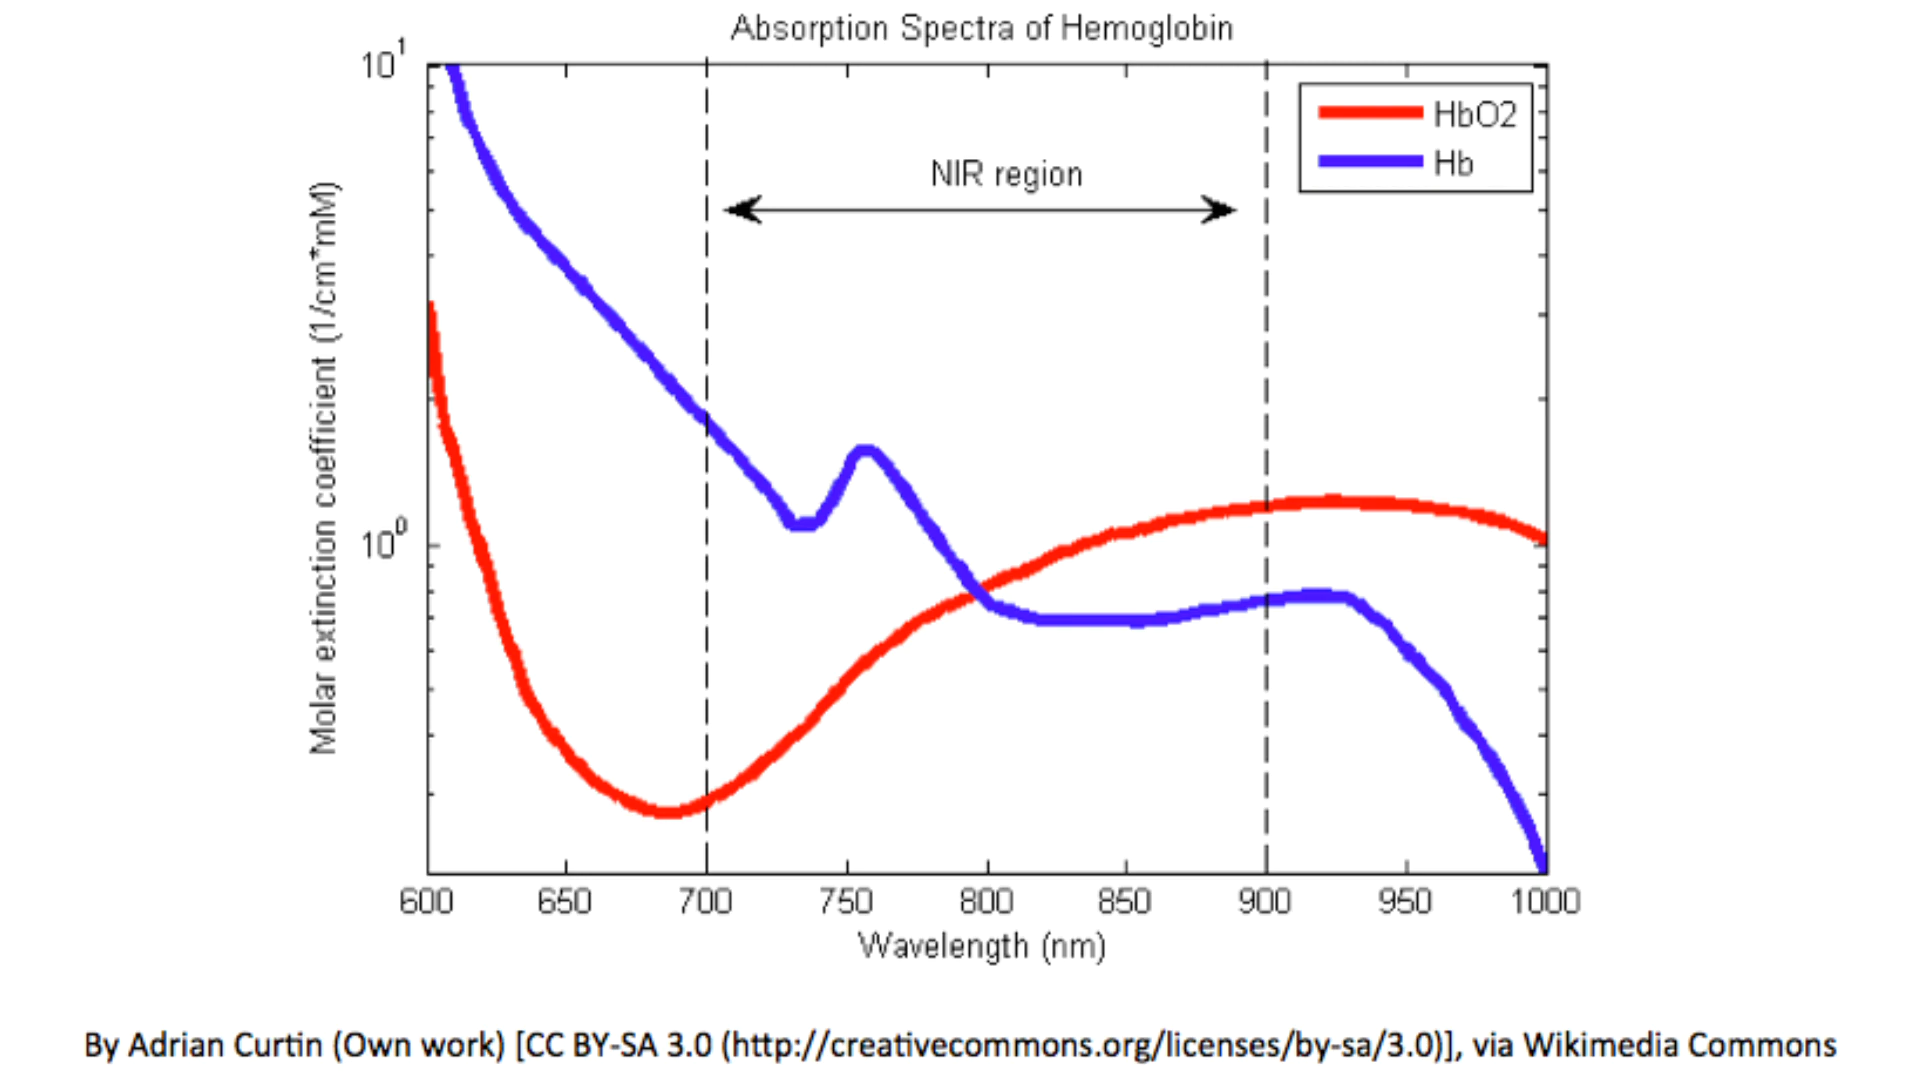 Absorption Spectra of Hemoglobin
10^1
HbO2
Hb
NIR region
Molar extinction coefficient (1/cm*mM)
10^0
600 650 700 750 800 850 900 950 1000
Wavelength (nm)
By Adrian Curtin (Own work) [CC BY-SA 3.0 (http://creativecommons.org/licenses/by-sa/3.0)], via Wikimedia Commons